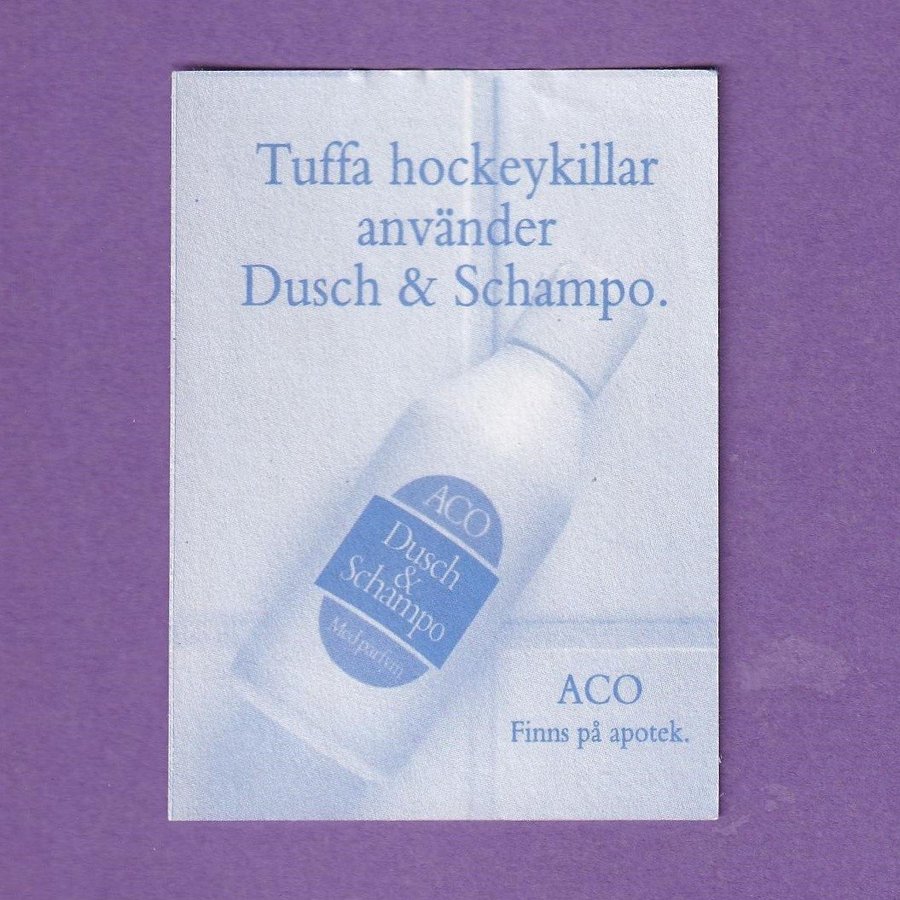 Tuffa hockeykillar
använder
Dusch & Schampo.
ACO
Dusch
&
Schampo
Med parfym
ACO
Finns på apotek.